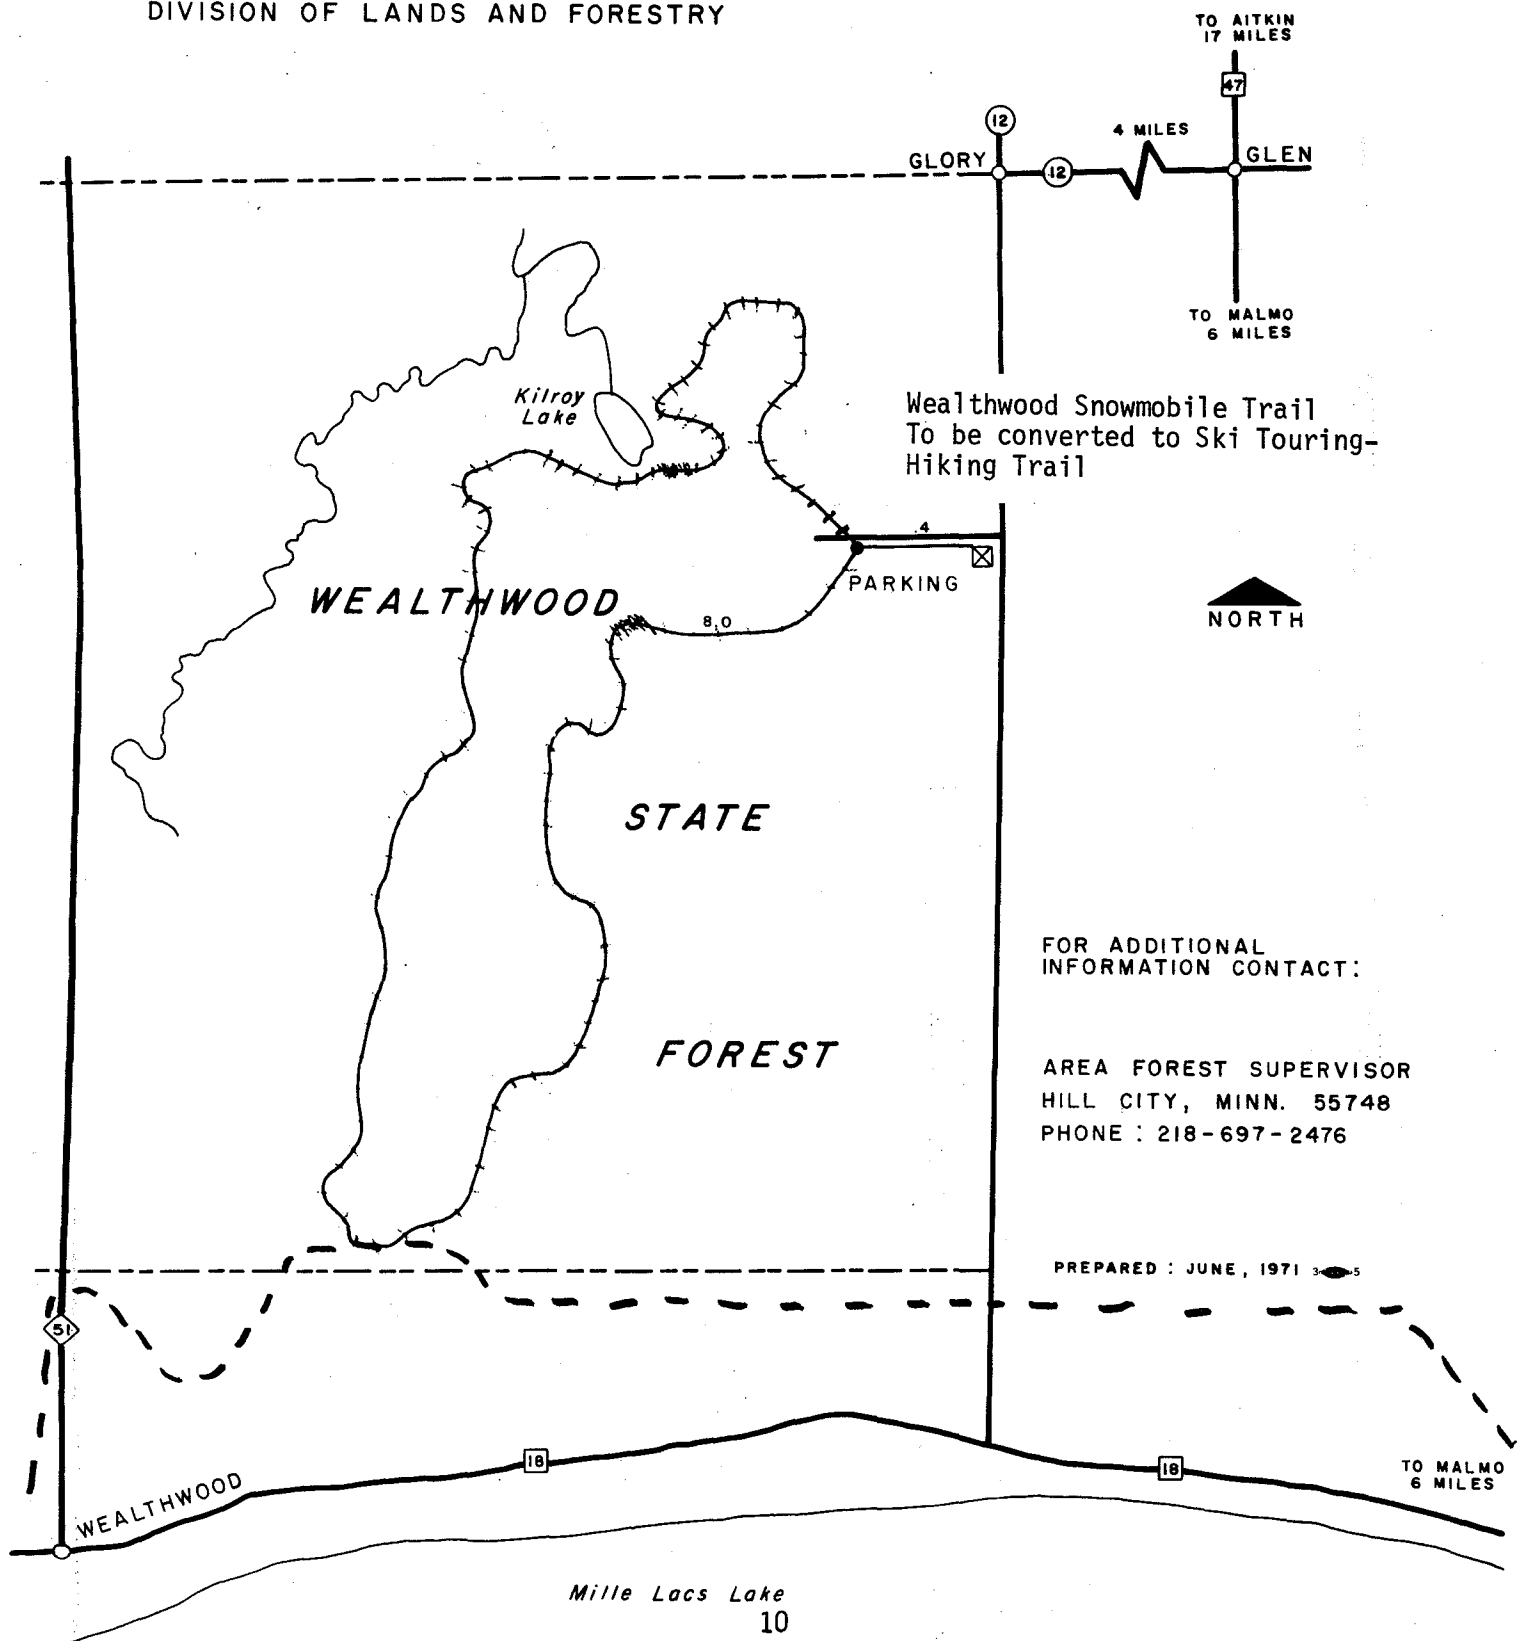 DIVISION OF LANDS AND FORESTRY
TO AITKIN
17 MILES
47
12
4 MILES
GLORY
12
GLEN
TO MALMO
6 MILES
Kilroy
Lake
Wealthwood Snowmobile Trail
To be converted to Ski Touring-
Hiking Trail
.4
PARKING
WEALTHWOOD
8.0
NORTH
STATE
FOREST
FOR ADDITIONAL
INFORMATION CONTACT:
AREA FOREST SUPERVISOR
HILL CITY, MINN. 55748
PHONE: 218-697-2476
PREPARED: JUNE, 1971
51
18
18
TO MALMO
6 MILES
WEALTHWOOD
Mille Lacs Lake
10